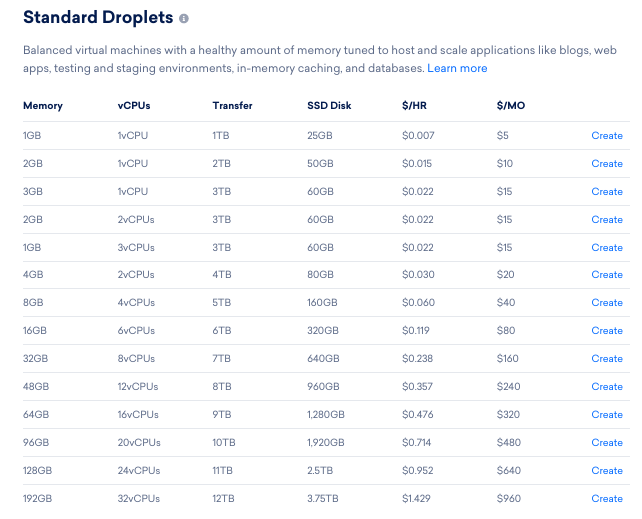 Standard Droplets
Balanced virtual machines with a healthy amount of memory tuned to host and scale applications like blogs, web
apps, testing and staging environments, in-memory caching, and databases. Learn more
Memory vCPUs Transfer SSD Disk $/HR $/MO
1GB 1vCPU 1TB 25GB $0.007 $5 Create
2GB 1vCPU 2TB 50GB $0.015 $10 Create
3GB 1vCPU 3TB 60GB $0.022 $15 Create
2GB 2vCPUs 3TB 60GB $0.022 $15 Create
1GB 3vCPUs 3TB 60GB $0.022 $15 Create
4GB 2vCPUs 4TB 80GB $0.030 $20 Create
8GB 4vCPUs 5TB 160GB $0.060 $40 Create
16GB 6vCPUs 6TB 320GB $0.119 $80 Create
32GB 8vCPUs 7TB 640GB $0.238 $160 Create
48GB 12vCPUs 8TB 960GB $0.357 $240 Create
64GB 16vCPUs 9TB 1,280GB $0.476 $320 Create
96GB 20vCPUs 10TB 1,920GB $0.714 $480 Create
128GB 24vCPUs 11TB 2.5TB $0.952 $640 Create
192GB 32vCPUs 12TB 3.75TB $1.429 $960 Create